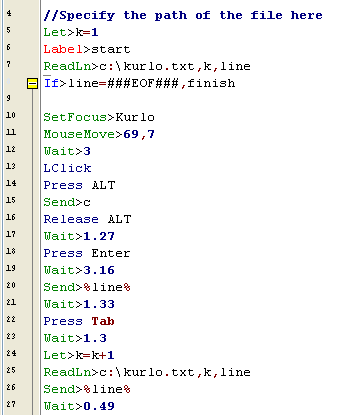 4 //Specify the path of the file here
5 Let>k=1
6 Label>start
7 ReadLn>c:\kurlo.txt,k,line
8 If>line=###EOF###,finish
9
10 SetFocus>Kurlo
11 MouseMove>69,7
12 Wait>3
13 LClick
14 Press ALT
15 Send>c
16 Release ALT
17 Wait>1.27
18 Press Enter
19 Wait>3.16
20 Send>%line%
21 Wait>1.33
22 Press Tab
23 Wait>1.3
24 Let>k=k+1
25 ReadLn>c:\kurlo.txt,k,line
26 Send>%line%
27 Wait>0.49